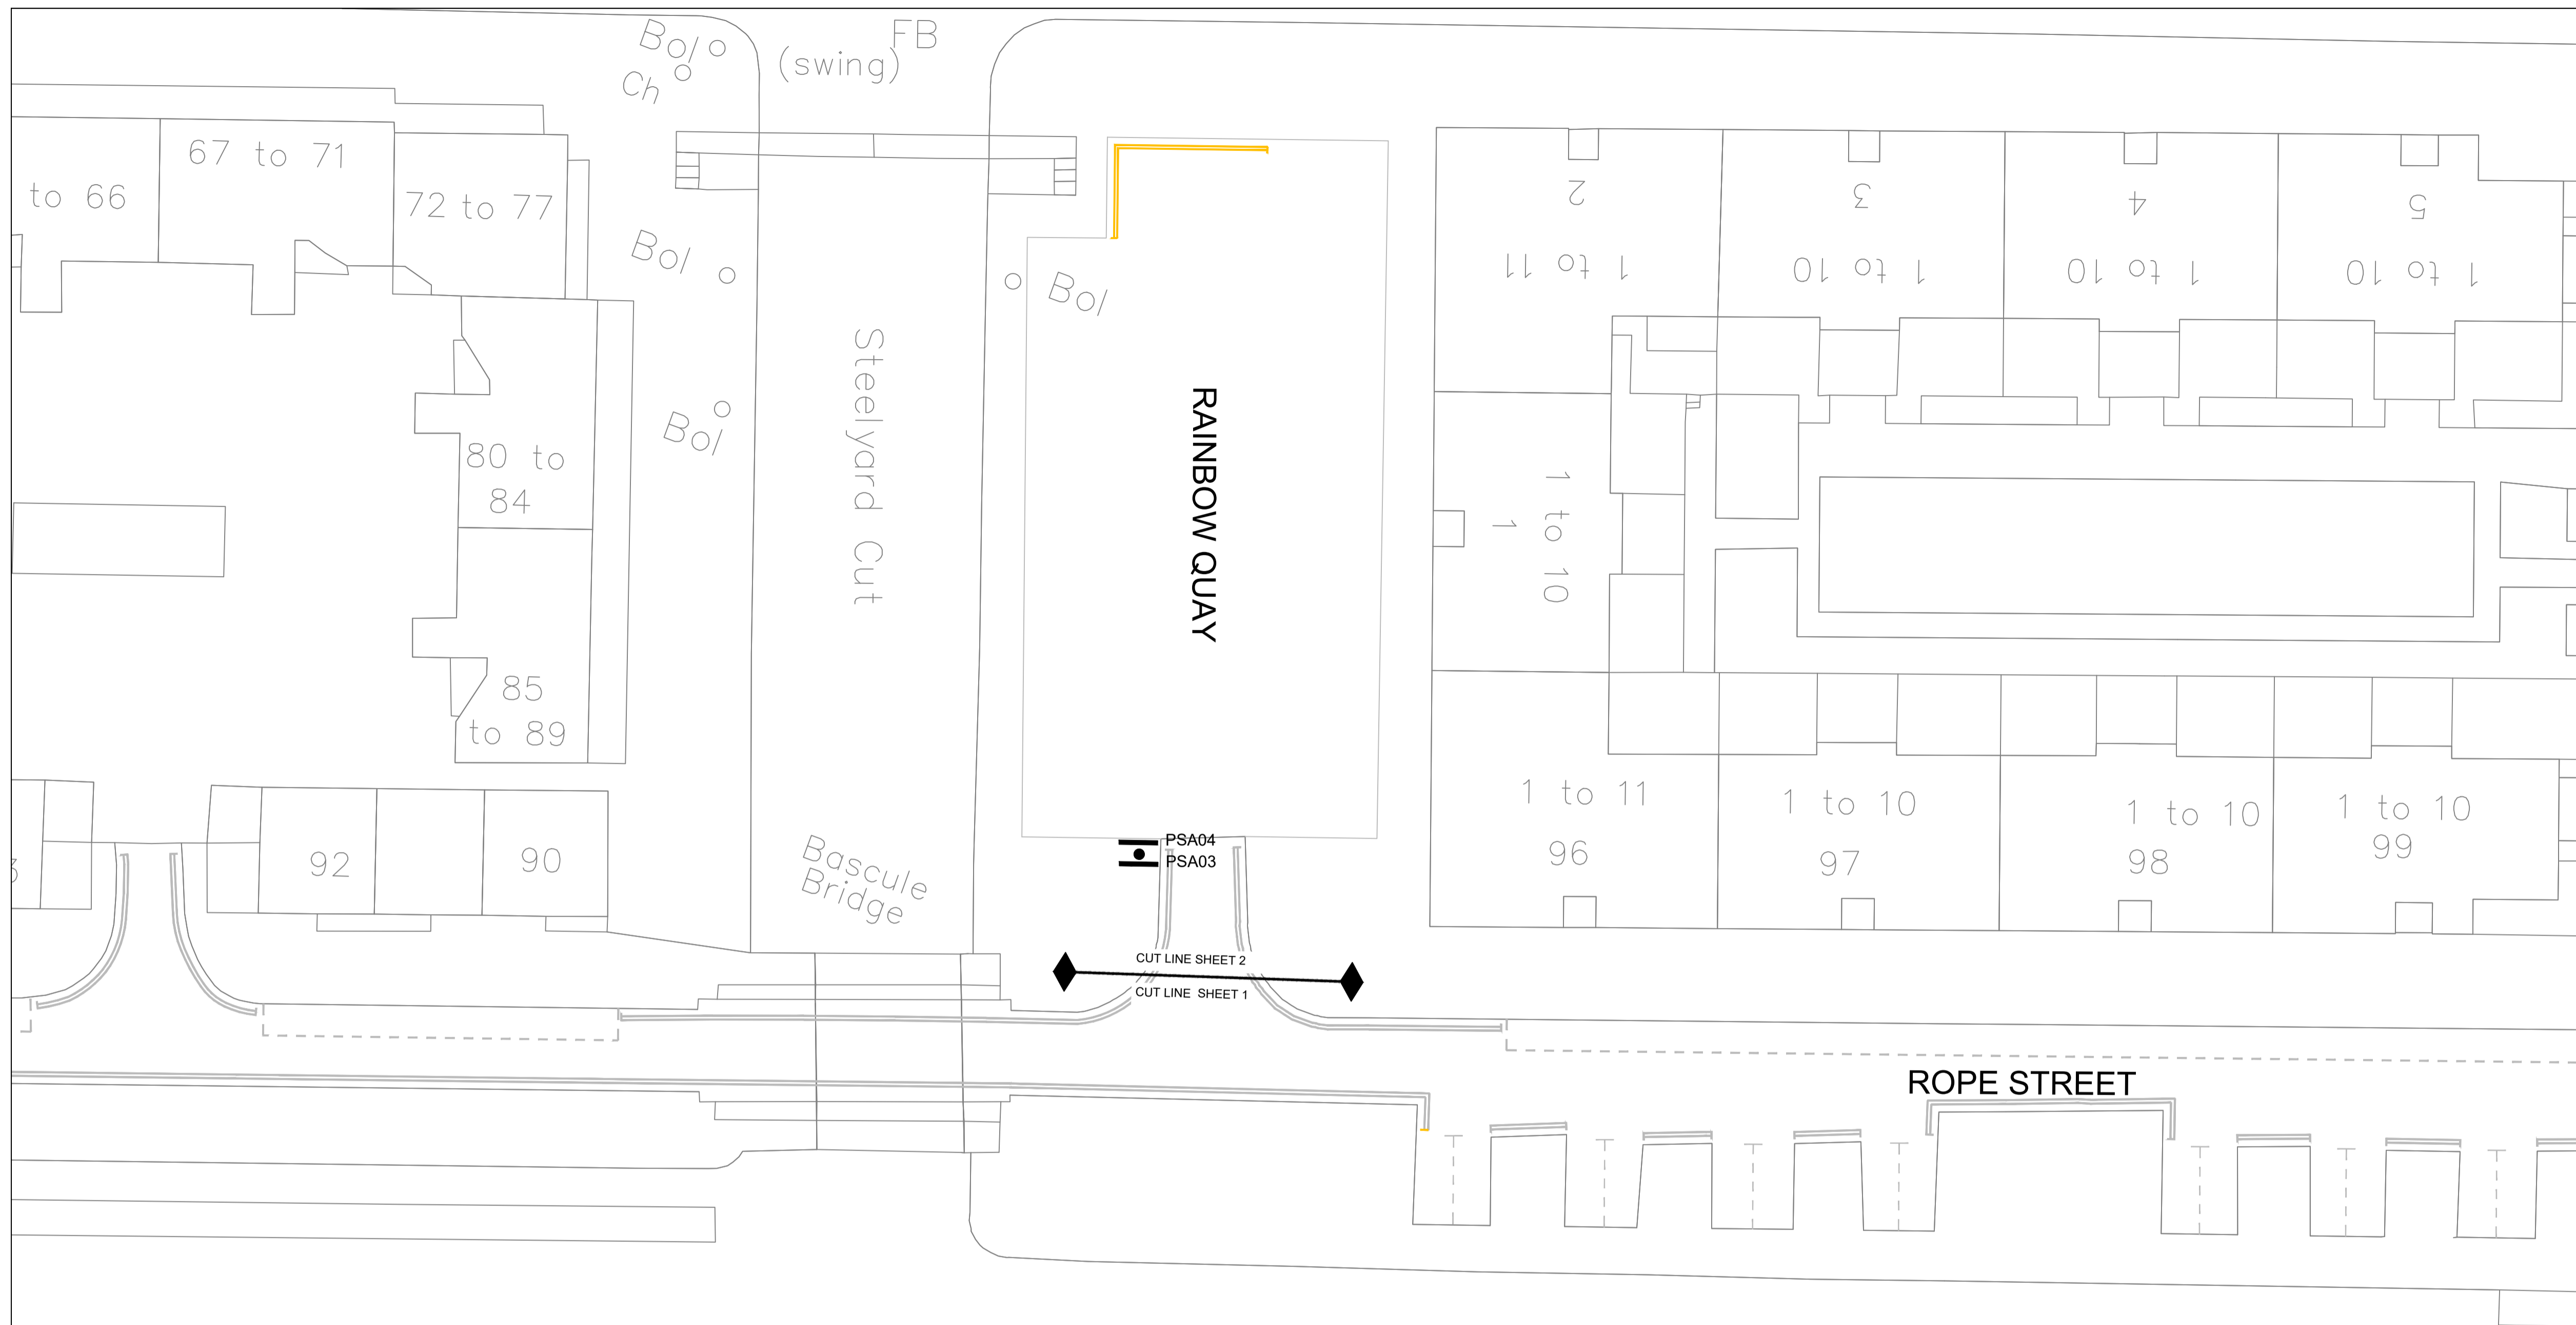 Bol
Ch
FB
(swing)
67 to 71
to 66
72 to 77
Bol
Bol
Bol
2
1 to 11
3
1 to 10
4
1 to 10
5
1 to 10
Steelyard Cut
RAINBOW QUAY
80 to
84
1 to 10
1
85
to 89
92
90
Bascule
Bridge
PSA04
PSA03
1 to 11
96
1 to 10
97
1 to 10
98
1 to 10
99
CUT LINE SHEET 2
CUT LINE SHEET 1
ROPE STREET